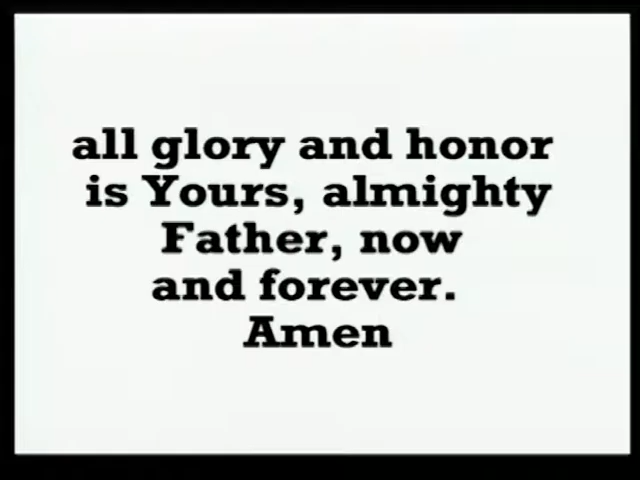 all glory and honor
is Yours, almighty
Father, now
and forever.
Amen